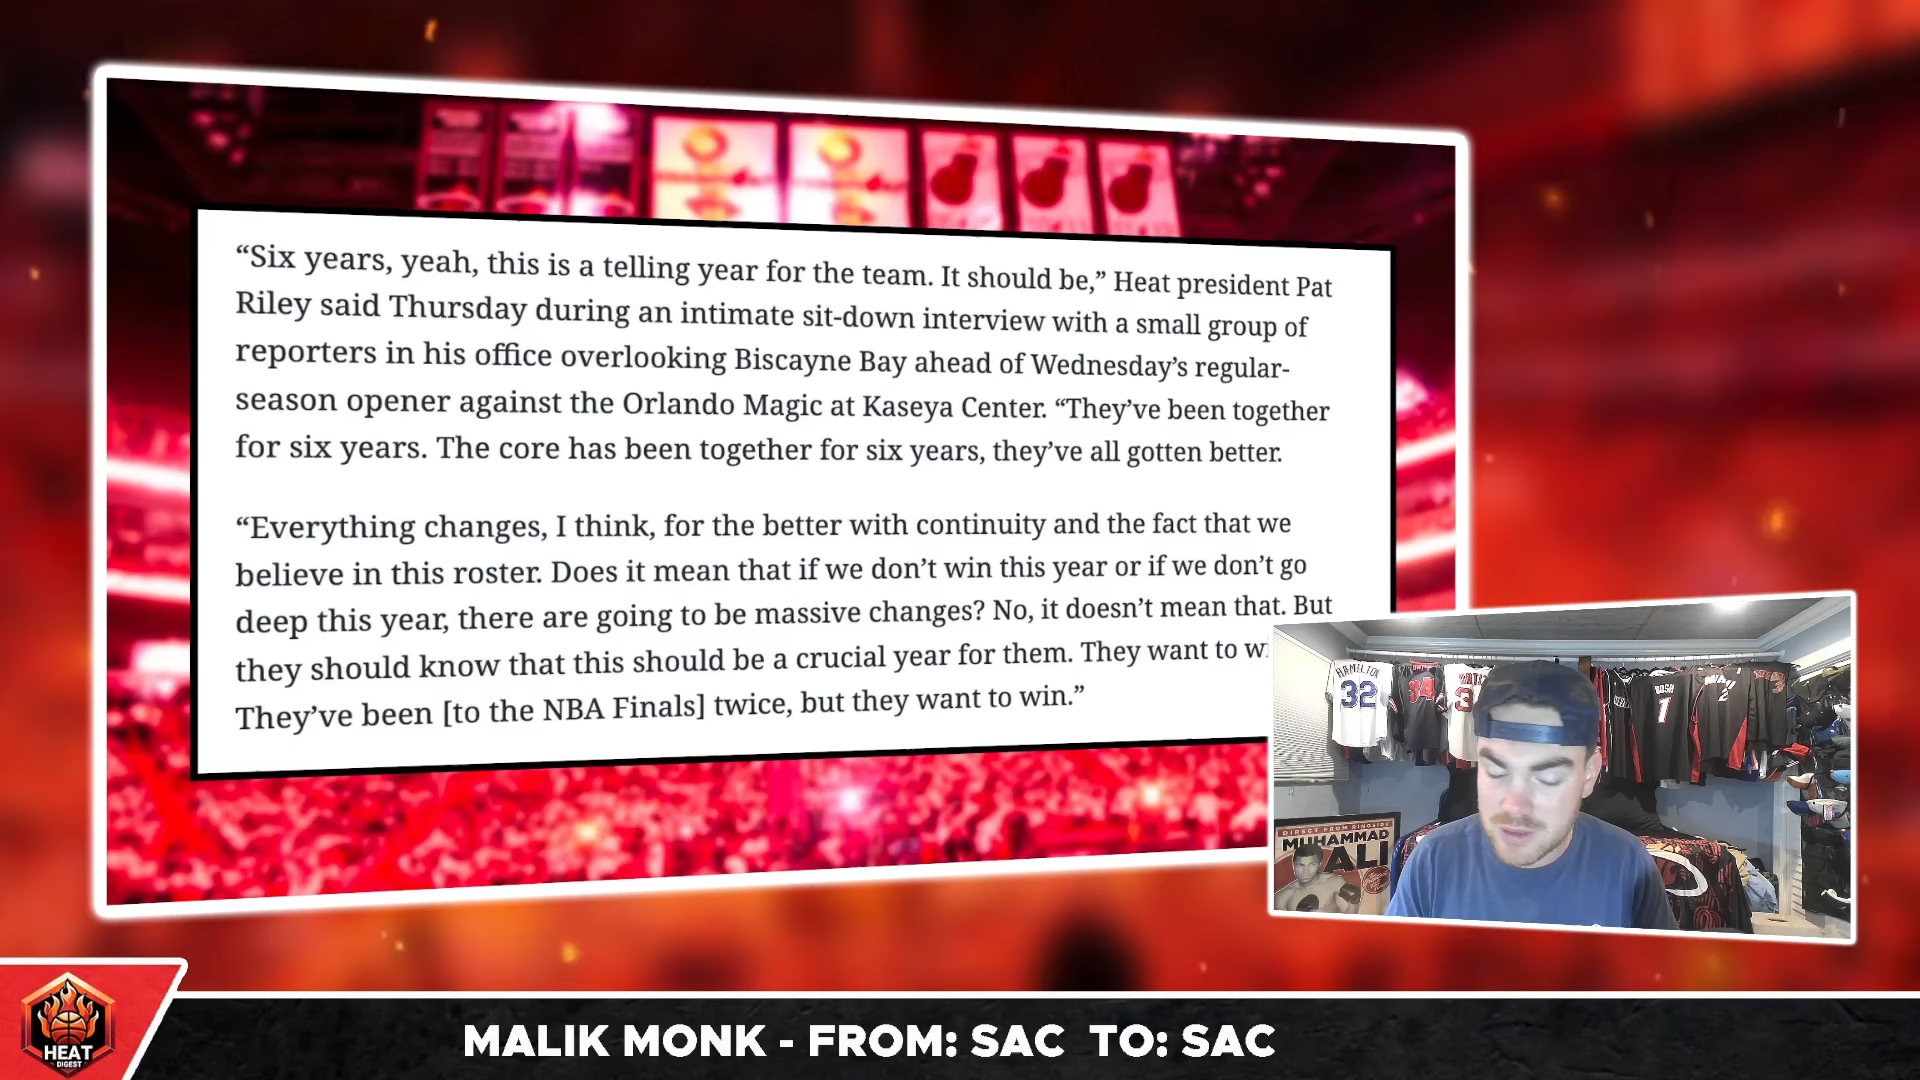 “Six years, yeah, this is a telling year for the team. It should be,” Heat president Pat
Riley said Thursday during an intimate sit-down interview with a small group of
reporters in his office overlooking Biscayne Bay ahead of Wednesday’s regular-
season opener against the Orlando Magic at Kaseya Center. “They’ve been together
for six years. The core has been together for six years, they’ve all gotten better.
“Everything changes, I think, for the better with continuity and the fact that we
believe in this roster. Does it mean that if we don’t win this year or if we don’t go
deep this year, there are going to be massive changes? No, it doesn’t mean that. But
they should know that this should be a crucial year for them. They want to
They’ve been [to the NBA Finals] twice, but they want to win.”
HAMILTON
32
34
3
BOSH
1
2
DIRECT FROM RINGSIDE
MUHAMMAD
ALI
HEAT
DIGEST
MALIK MONK - FROM: SAC TO: SAC